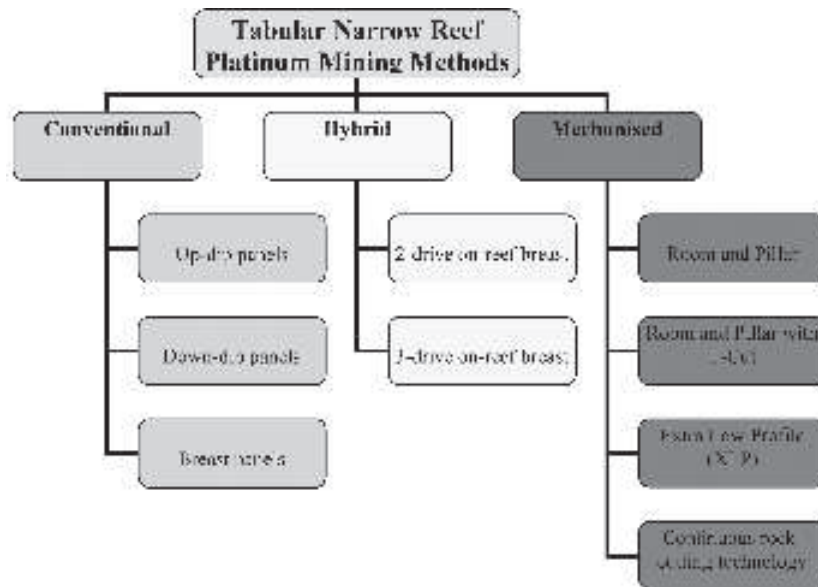 Tabular Narrow Reef
Platinum Mining Methods
Conventional
Hybrid
Mechanised
Up-dip panels
2-drive on-reef breast
Room and Pillar
Down-dip panels
3-drive on-reef breast
Room and Pillar with
Breast panels
Extra Low Profile
(XLP)
Continuous rock
cutting technology